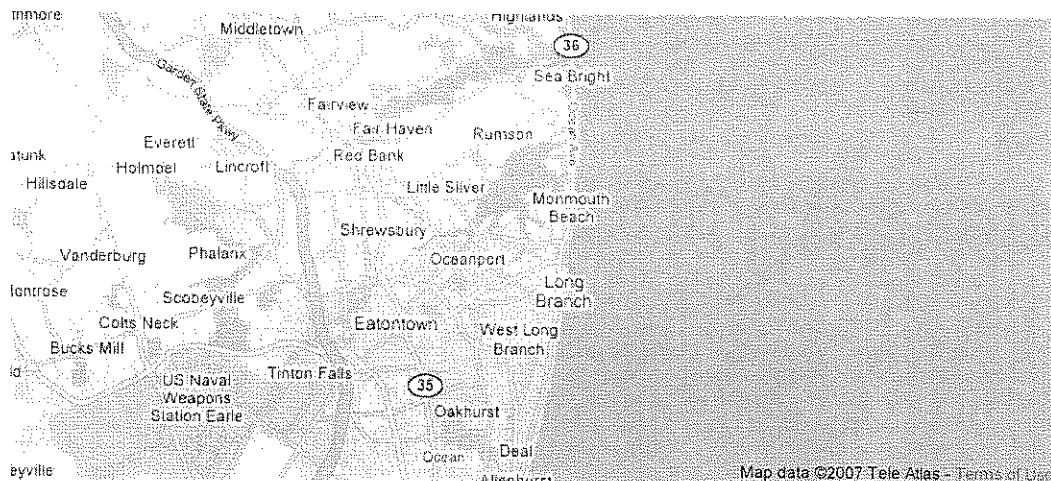 Middletown
Highlands
36
Sea Bright
Garden State Pkwy
Fairview
Fair Haven
Rumson
Everett
Red Bank
Holmdel
Lincroft
Hillsdale
Little Silver
Monmouth
Beach
Shrewsbury
Vanderburg
Phalanx
Oceanport
Long
Branch
Scobeyville
Colts Neck
Eatontown
West Long
Branch
Bucks Mill
Tinton Falls
US Naval
Weapons
Station Earle
35
Oakhurst
Deal
Ocean
eyville
Allenhurst
Map data ©2007 Tele Atlas - Terms of Use